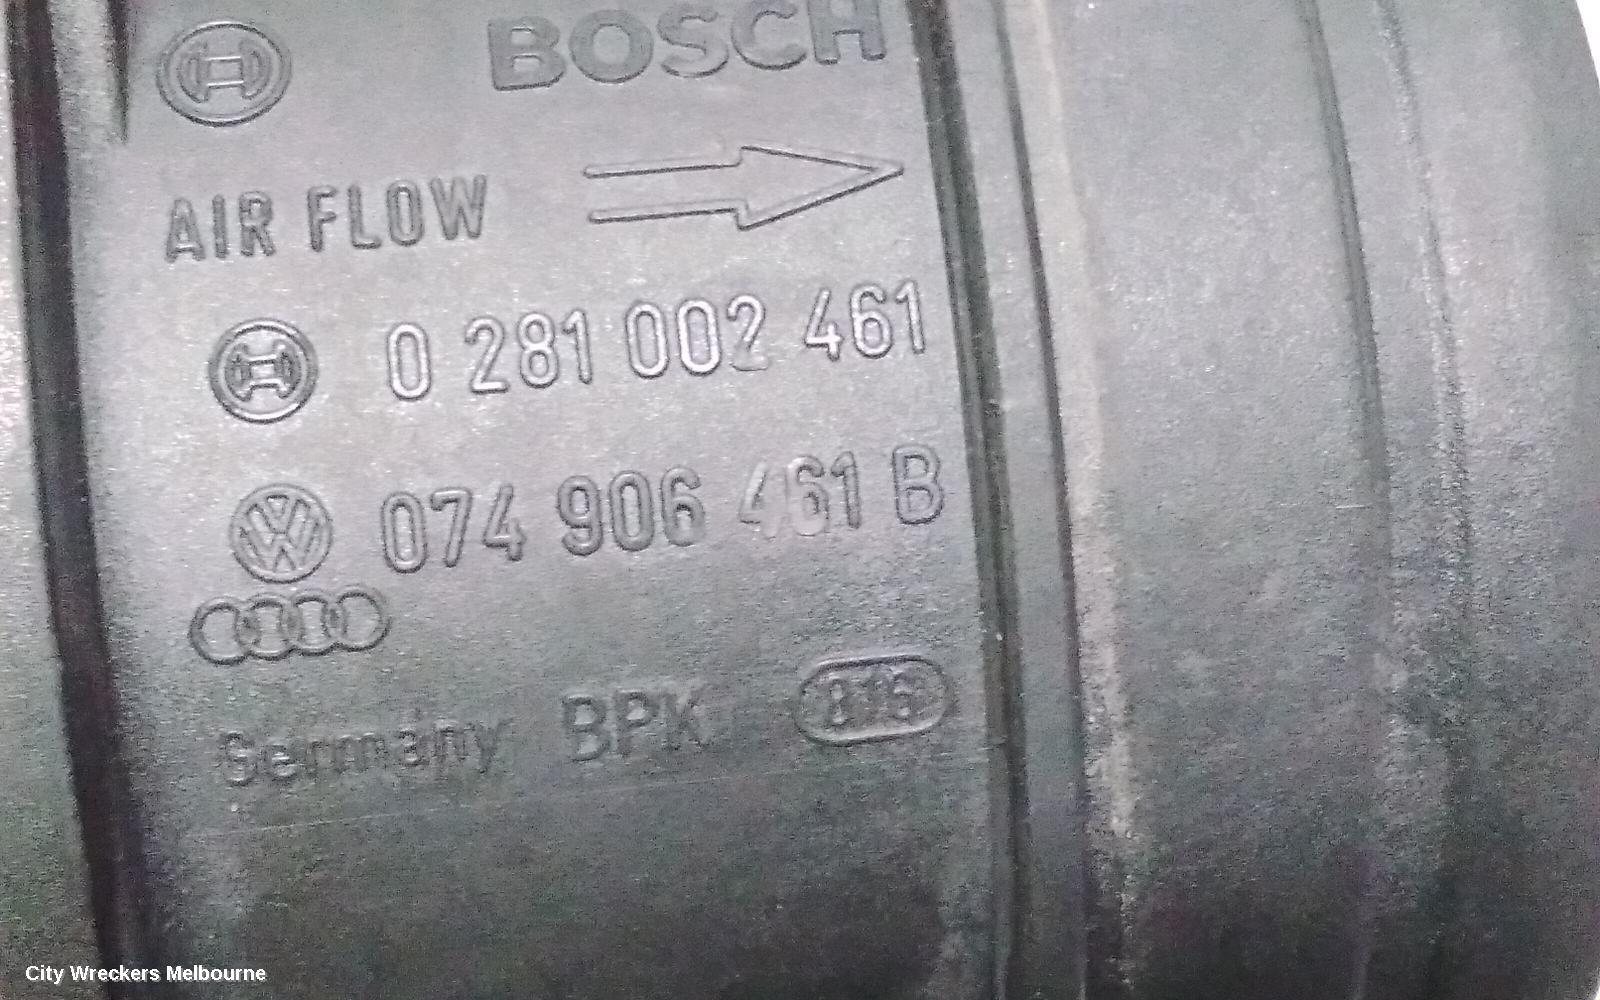 BOSCH
AIR FLOW
0 281 002 461
074 906 461 B
Germany BPK
City Wreckers Melbourne